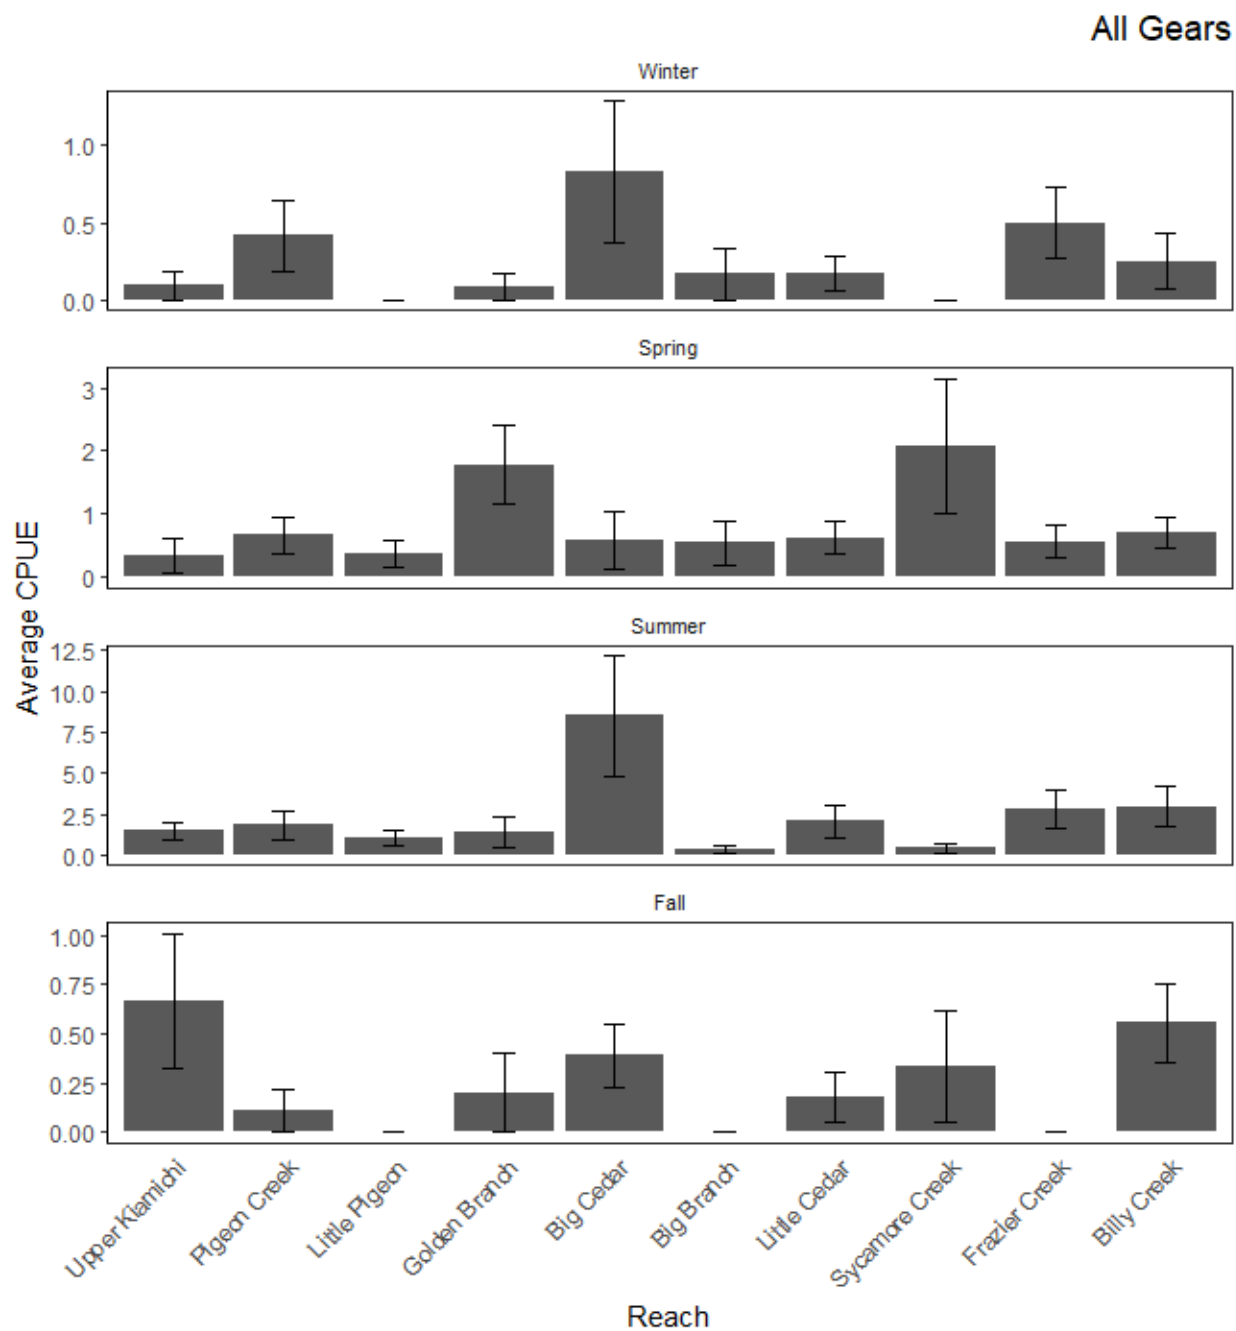 All Gears
Winter
1.0
0.5
0.0
Spring
3
2
1
0
Average CPUE
Summer
12.5
10.0
7.5
5.0
2.5
0.0
Fall
1.00
0.75
0.50
0.25
0.00
Upper Kiamichi
Pigeon Creek
Little Pigeon
Golden Branch
Big Cedar
Big Branch
Little Cedar
Sycamore Creek
Frazier Creek
Billy Creek
Reach